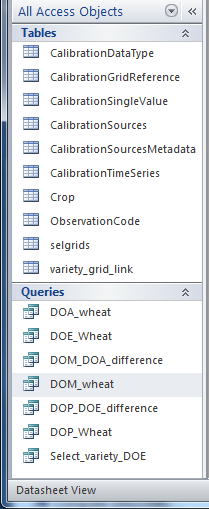 All Access Objects
Tables
CalibrationDataType
CalibrationGridReference
CalibrationSingleValue
CalibrationSources
CalibrationSourcesMetadata
CalibrationTimeSeries
Crop
ObservationCode
selgrids
variety_grid_link
Queries
DOA_wheat
DOE_Wheat
DOM_DOA_difference
DOM_wheat
DOP_DOE_difference
DOP_Wheat
Select_variety_DOE
Datasheet View